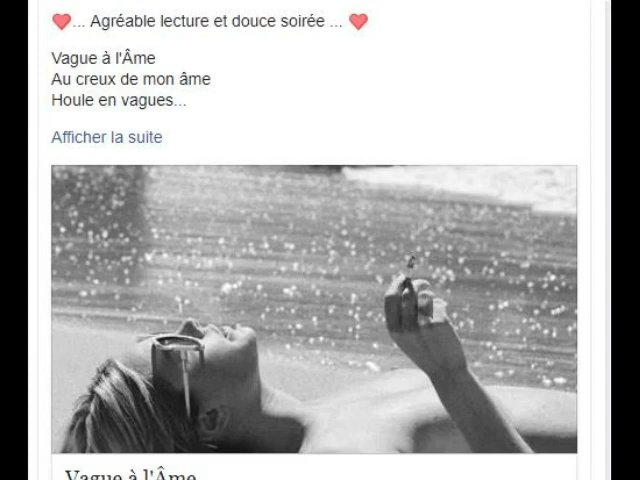 ❤... Agréable lecture et douce soirée ... ❤
Vague à l'Âme
Au creux de mon âme
Houle en vagues...
Afficher la suite
Vague à l'Âme